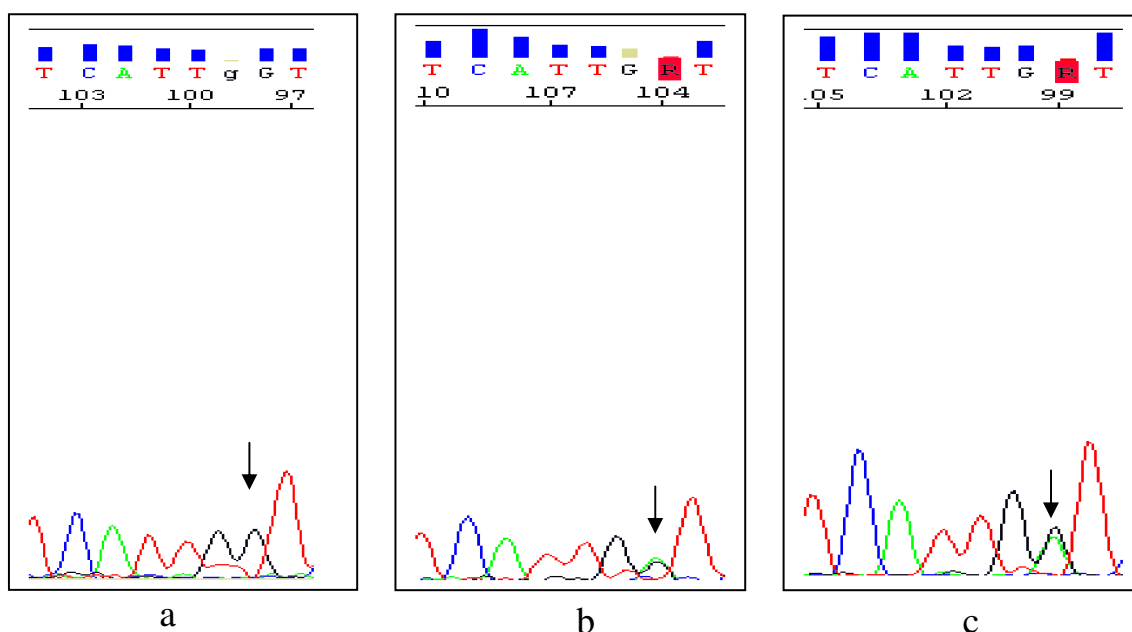 T C A T T g G T
103 100 97
T C A T T G R T
10 107 104
T C A T T G R T
.05 102 99
a
b
c